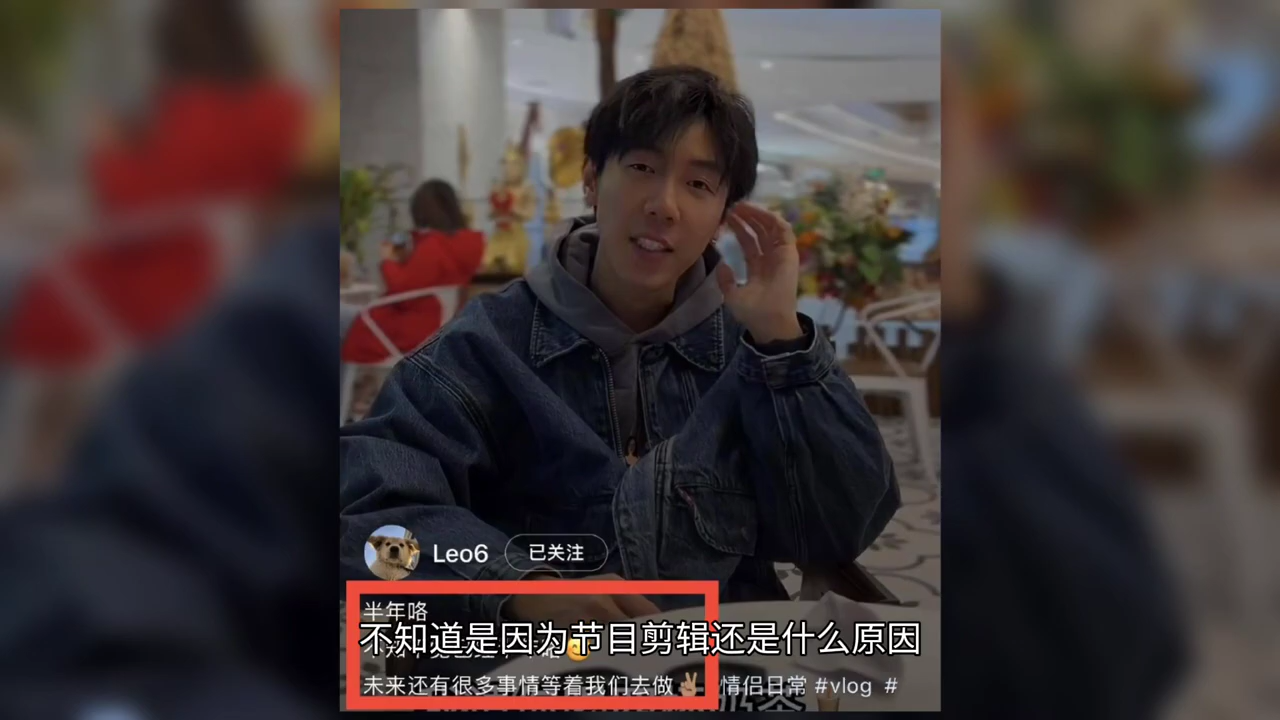 Leo6 已关注
半年咯
不知道是因为节目剪辑还是什么原因
未来还有很多事情等着我们去做✌🏻 情侣日常 #vlog #